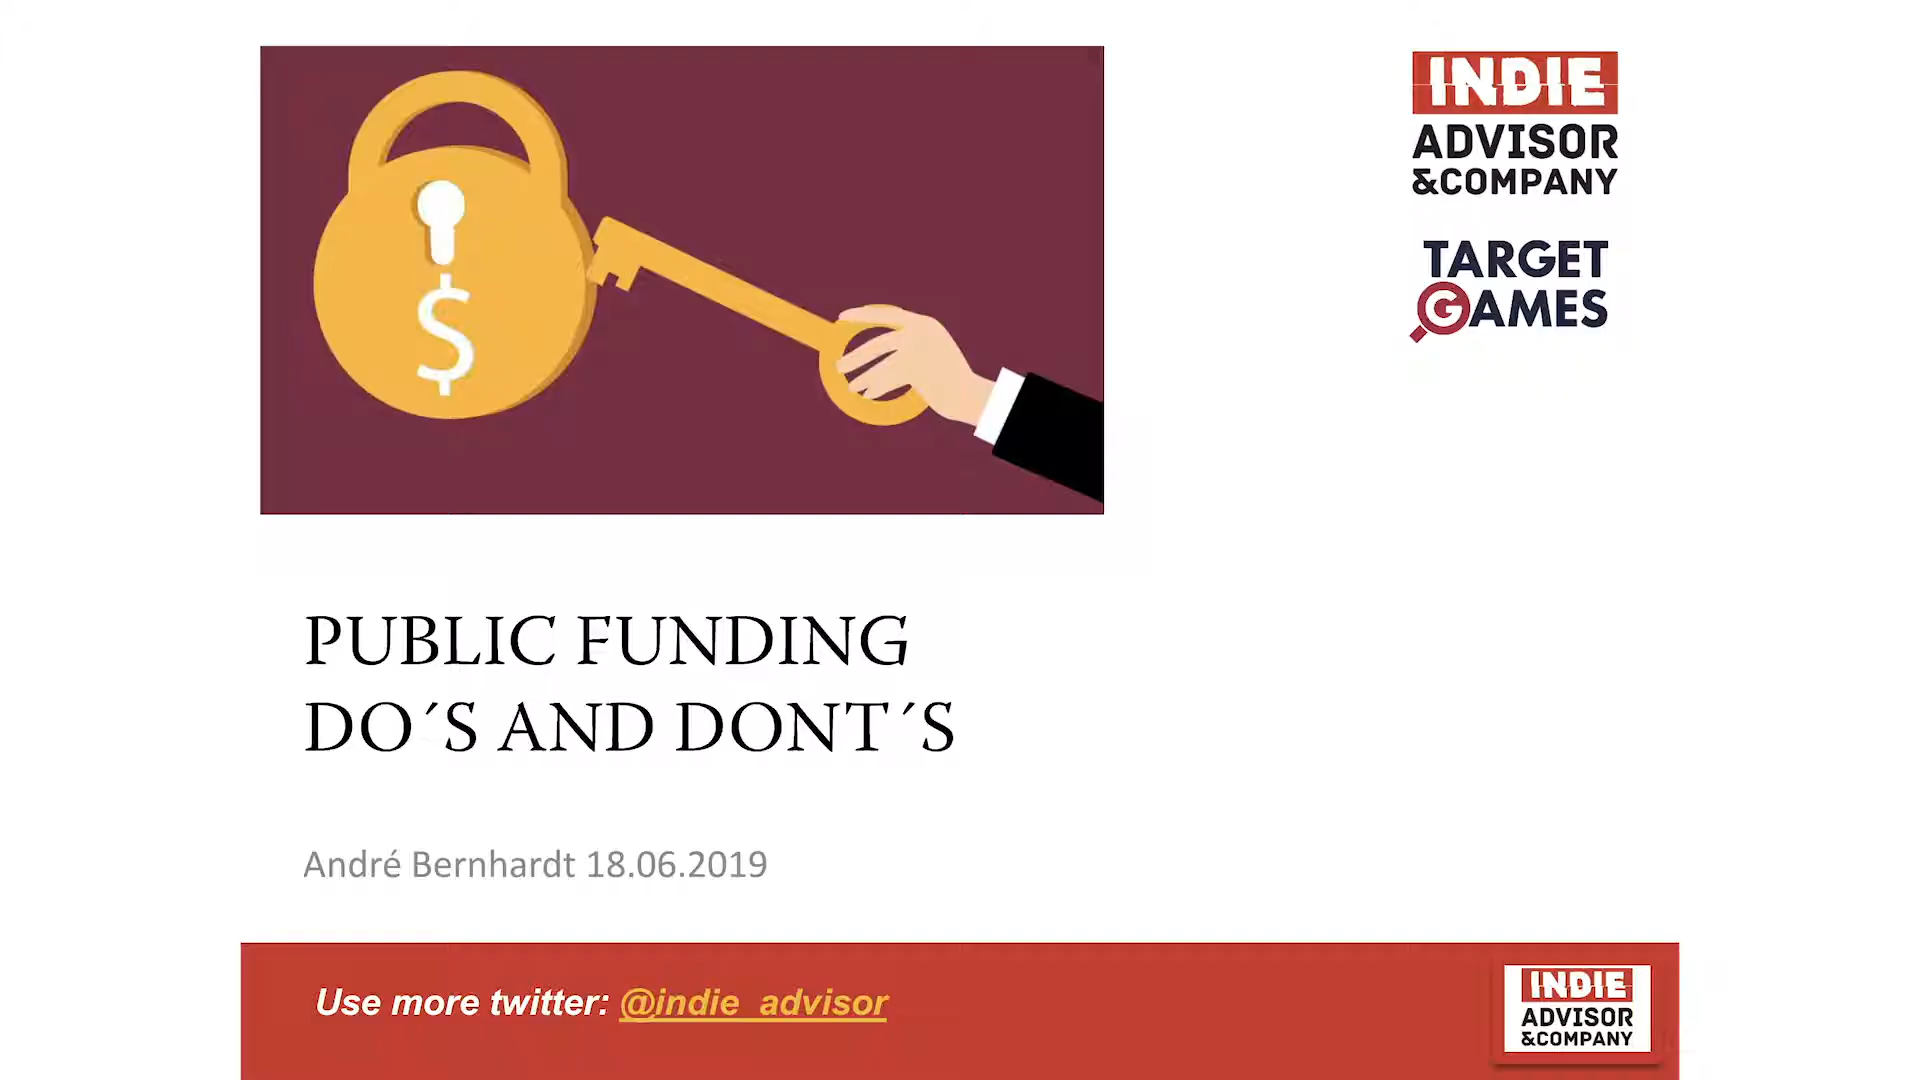 $
INDIE
ADVISOR
&COMPANY
TARGET
GAMES
PUBLIC FUNDING
DO´S AND DONT´S
André Bernhardt 18.06.2019
Use more twitter: @indie_advisor
INDIE
ADVISOR
&COMPANY